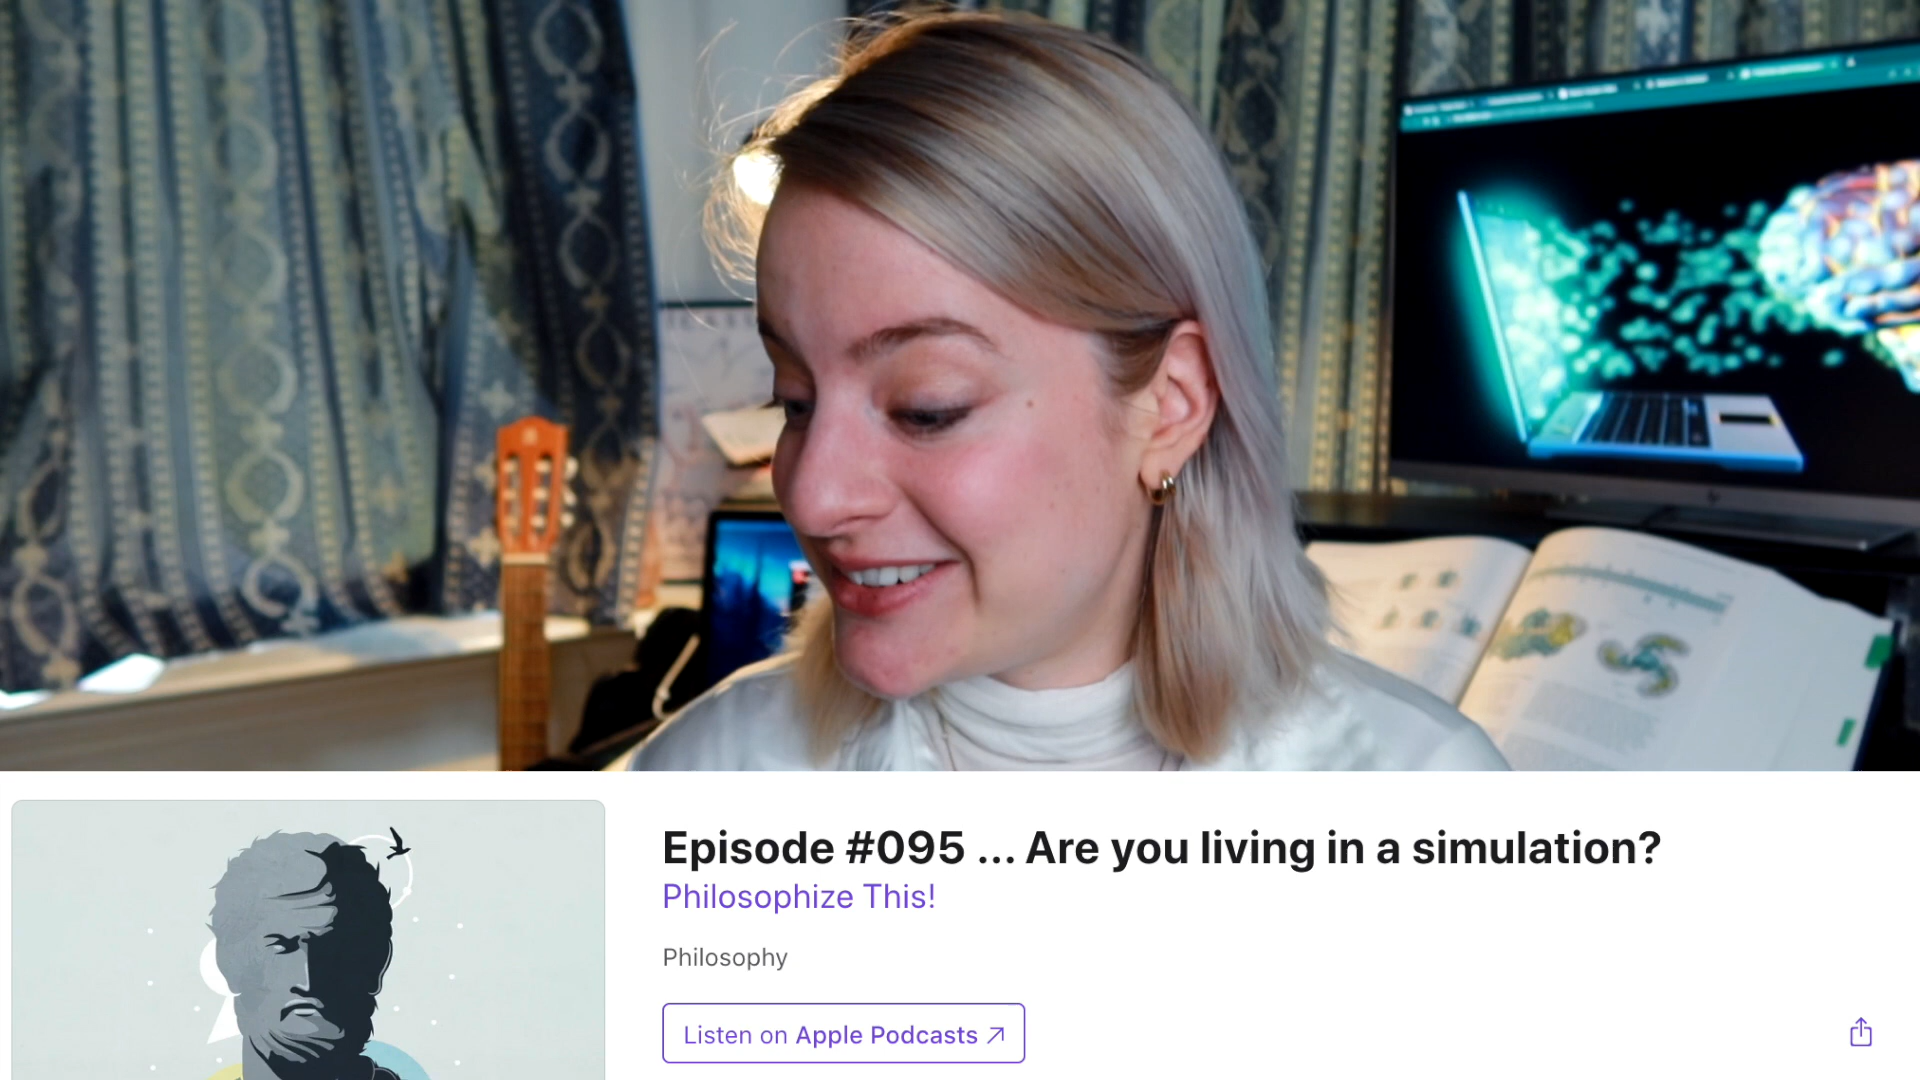 Episode #095 ... Are you living in a simulation?
Philosophize This!
Philosophy
Listen on Apple Podcasts ↗